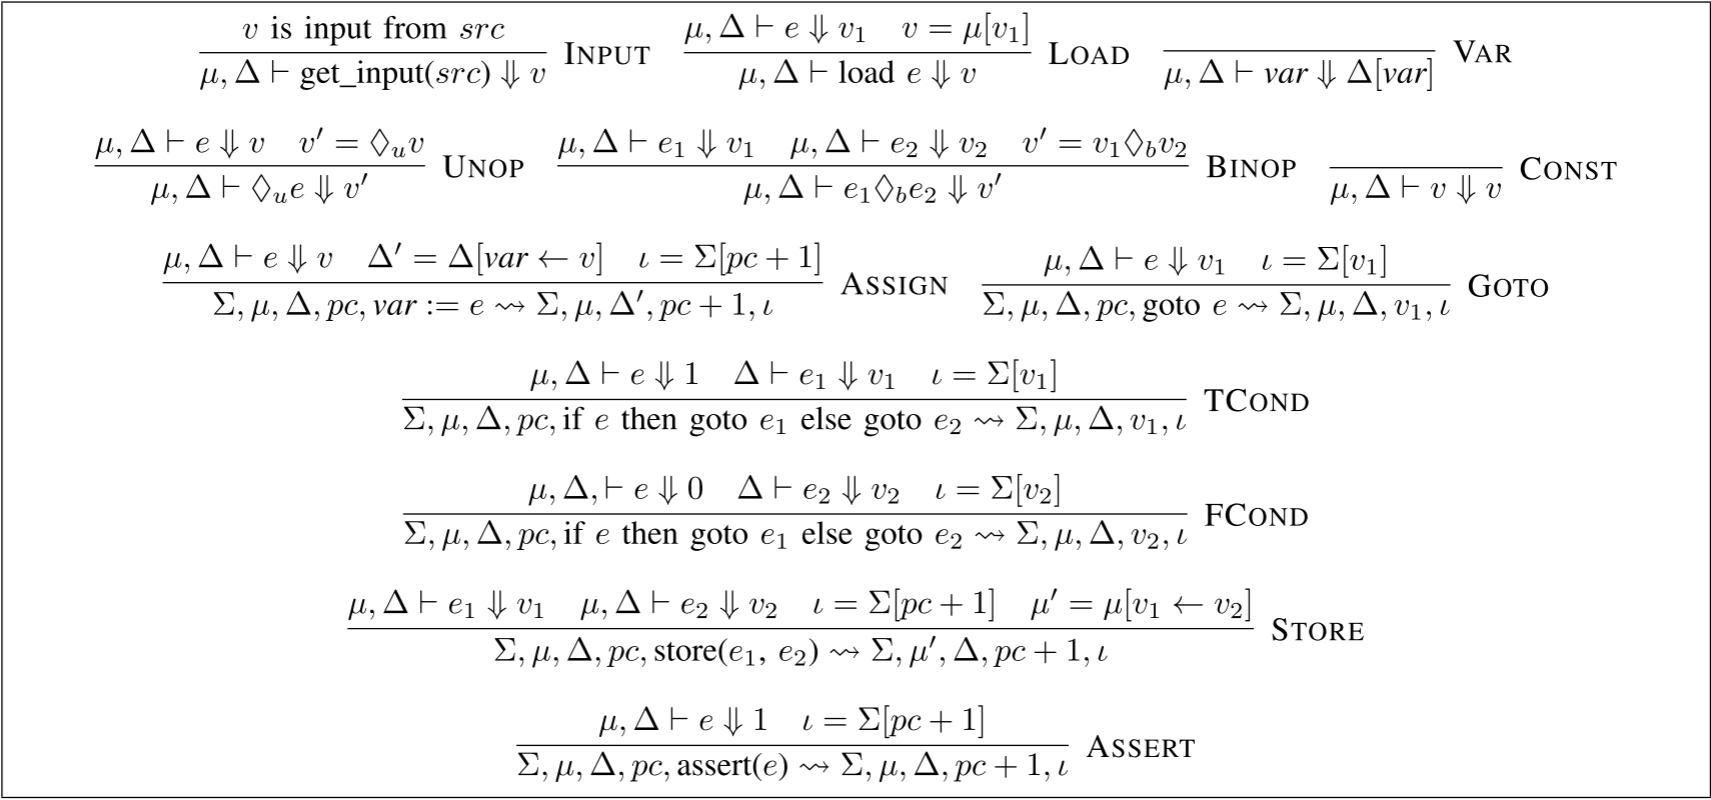 v is input from src
μ, Δ ⊢ get_input(src) ⇓ v INPUT
μ, Δ ⊢ e ⇓ v₁ v = μ[v₁]
μ, Δ ⊢ load e ⇓ v LOAD
μ, Δ ⊢ var ⇓ Δ[var] VAR
μ, Δ ⊢ e ⇓ v v′ = ◊ᵤv
μ, Δ ⊢ ◊ᵤe ⇓ v′ UNOP
μ, Δ ⊢ e₁ ⇓ v₁ μ, Δ ⊢ e₂ ⇓ v₂ v′ = v₁◊_b v₂
μ, Δ ⊢ e₁◊_b e₂ ⇓ v′ BINOP
μ, Δ ⊢ v ⇓ v CONST
μ, Δ ⊢ e ⇓ v Δ′ = Δ[var ← v] ι = Σ[pc + 1]
Σ, μ, Δ, pc, var := e ⇝ Σ, μ, Δ′, pc + 1, ι ASSIGN
μ, Δ ⊢ e ⇓ v₁ ι = Σ[v₁]
Σ, μ, Δ, pc, goto e ⇝ Σ, μ, Δ, v₁, ι GOTO
μ, Δ ⊢ e ⇓ 1 Δ ⊢ e₁ ⇓ v₁ ι = Σ[v₁]
Σ, μ, Δ, pc, if e then goto e₁ else goto e₂ ⇝ Σ, μ, Δ, v₁, ι TCOND
μ, Δ, ⊢ e ⇓ 0 Δ ⊢ e₂ ⇓ v₂ ι = Σ[v₂]
Σ, μ, Δ, pc, if e then goto e₁ else goto e₂ ⇝ Σ, μ, Δ, v₂, ι FCOND
μ, Δ ⊢ e₁ ⇓ v₁ μ, Δ ⊢ e₂ ⇓ v₂ ι = Σ[pc + 1] μ′ = μ[v₁ ← v₂]
Σ, μ, Δ, pc, store(e₁, e₂) ⇝ Σ, μ′, Δ, pc + 1, ι STORE
μ, Δ ⊢ e ⇓ 1 ι = Σ[pc + 1]
Σ, μ, Δ, pc, assert(e) ⇝ Σ, μ, Δ, pc + 1, ι ASSERT